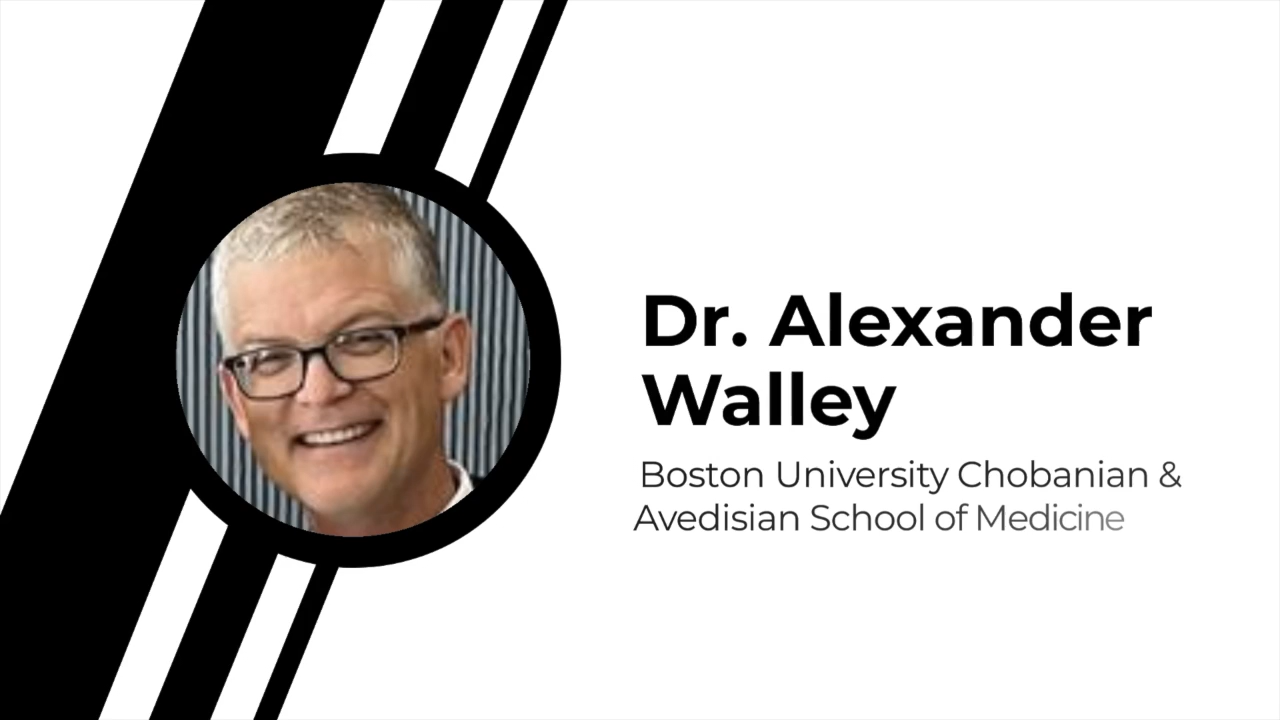 Dr. Alexander
Walley
Boston University Chobanian &
Avedisian School of Medicine